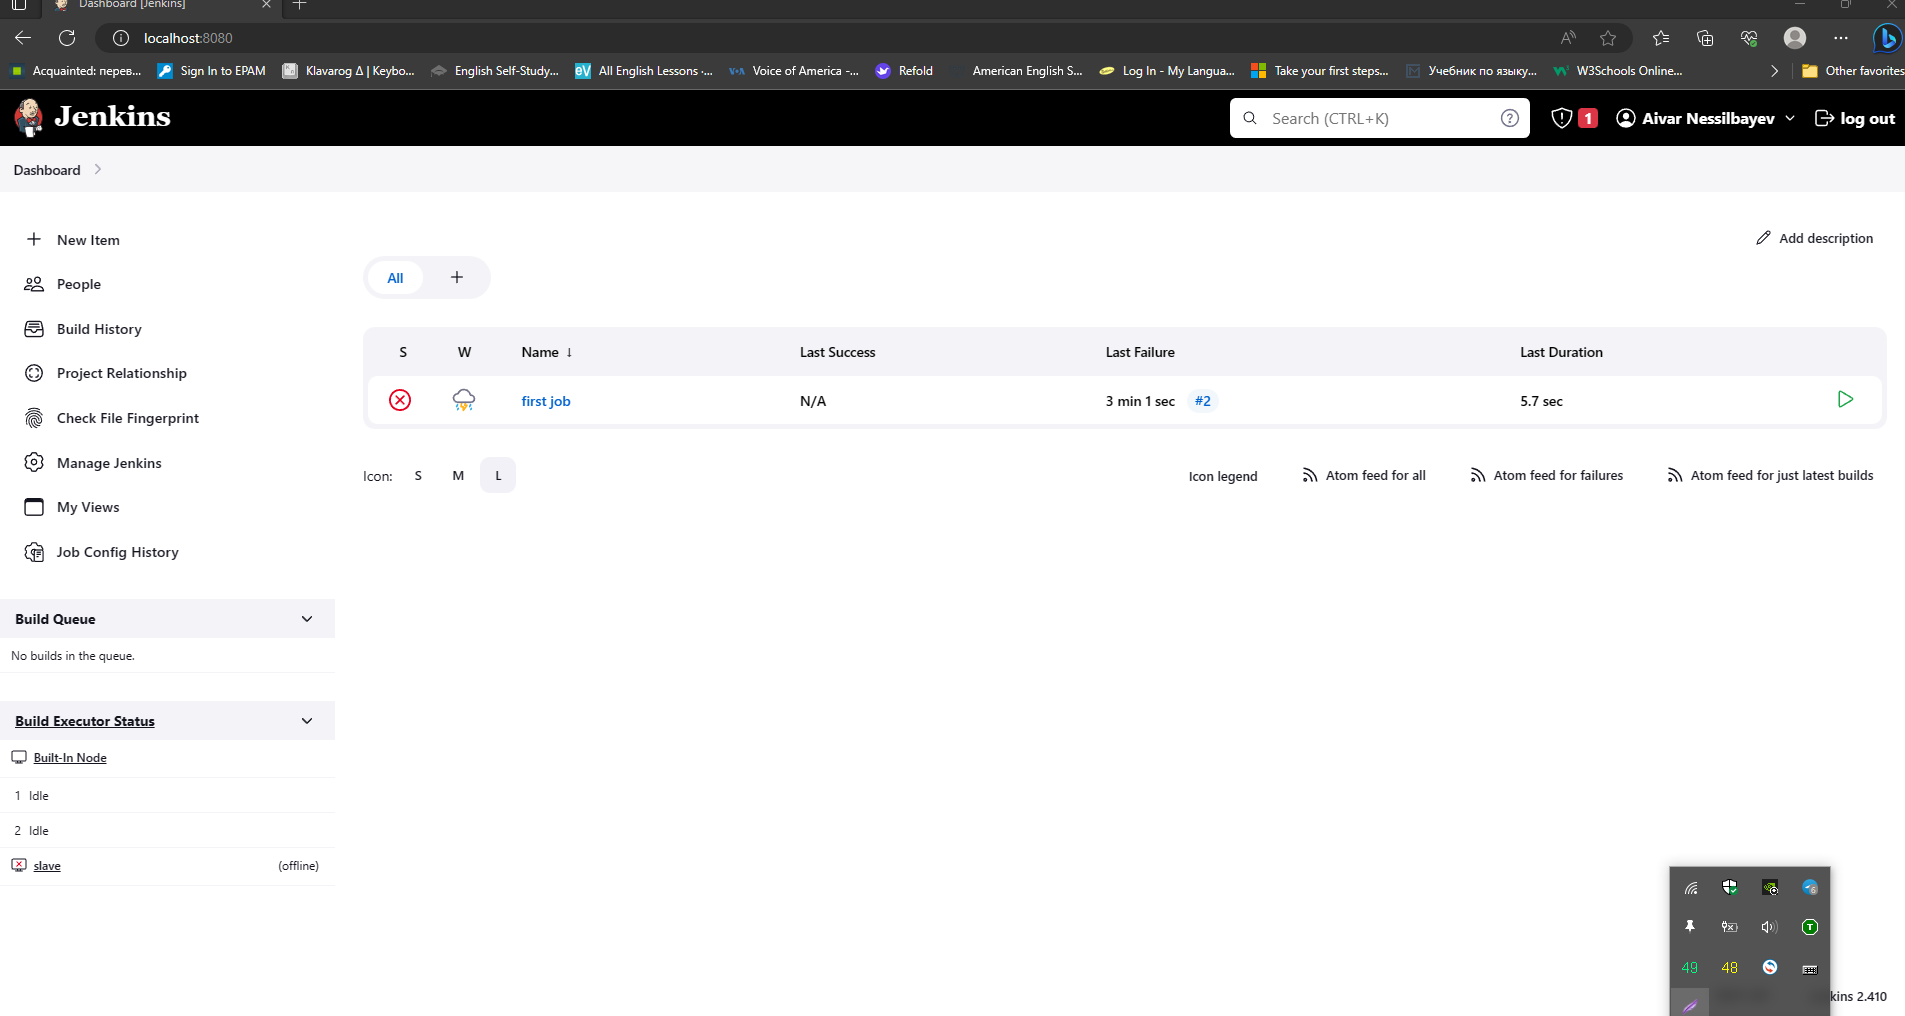 Dashboard [Jenkins]
localhost:8080
Acquainted: перев... Sign In to EPAM Klavarog Δ | Keybo... English Self-Study... eV All English Lessons ·... VOA Voice of America -... Refold American English S... Log In - My Langua... Take your first steps... Учебник по языку... W3Schools Online... Other favorites
Jenkins Search (CTRL+K) 1 Aivar Nessilbayev log out
Dashboard
New Item
Add description
All +
People
Build History
S W Name ↓ Last Success Last Failure Last Duration
Project Relationship
first job N/A 3 min 1 sec #2 5.7 sec
Check File Fingerprint
Manage Jenkins
Icon: S M L Icon legend Atom feed for all Atom feed for failures Atom feed for just latest builds
My Views
Job Config History
Build Queue
No builds in the queue.
Build Executor Status
Built-In Node
1 Idle
2 Idle
slave (offline)
6
T
49 48
kins 2.410